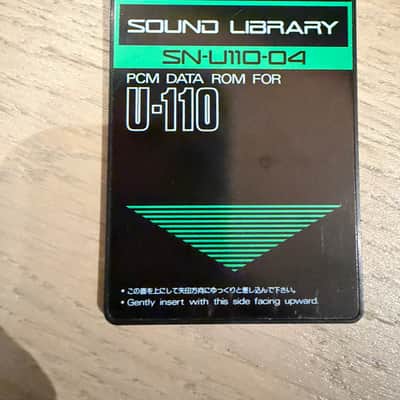 SOUND LIBRARY
SN-U110-04
PCM DATA ROM FOR
U-110
• この面を上にして矢印方向にゆっくりと差し込んで下さい。
• Gently insert with this side facing upward.